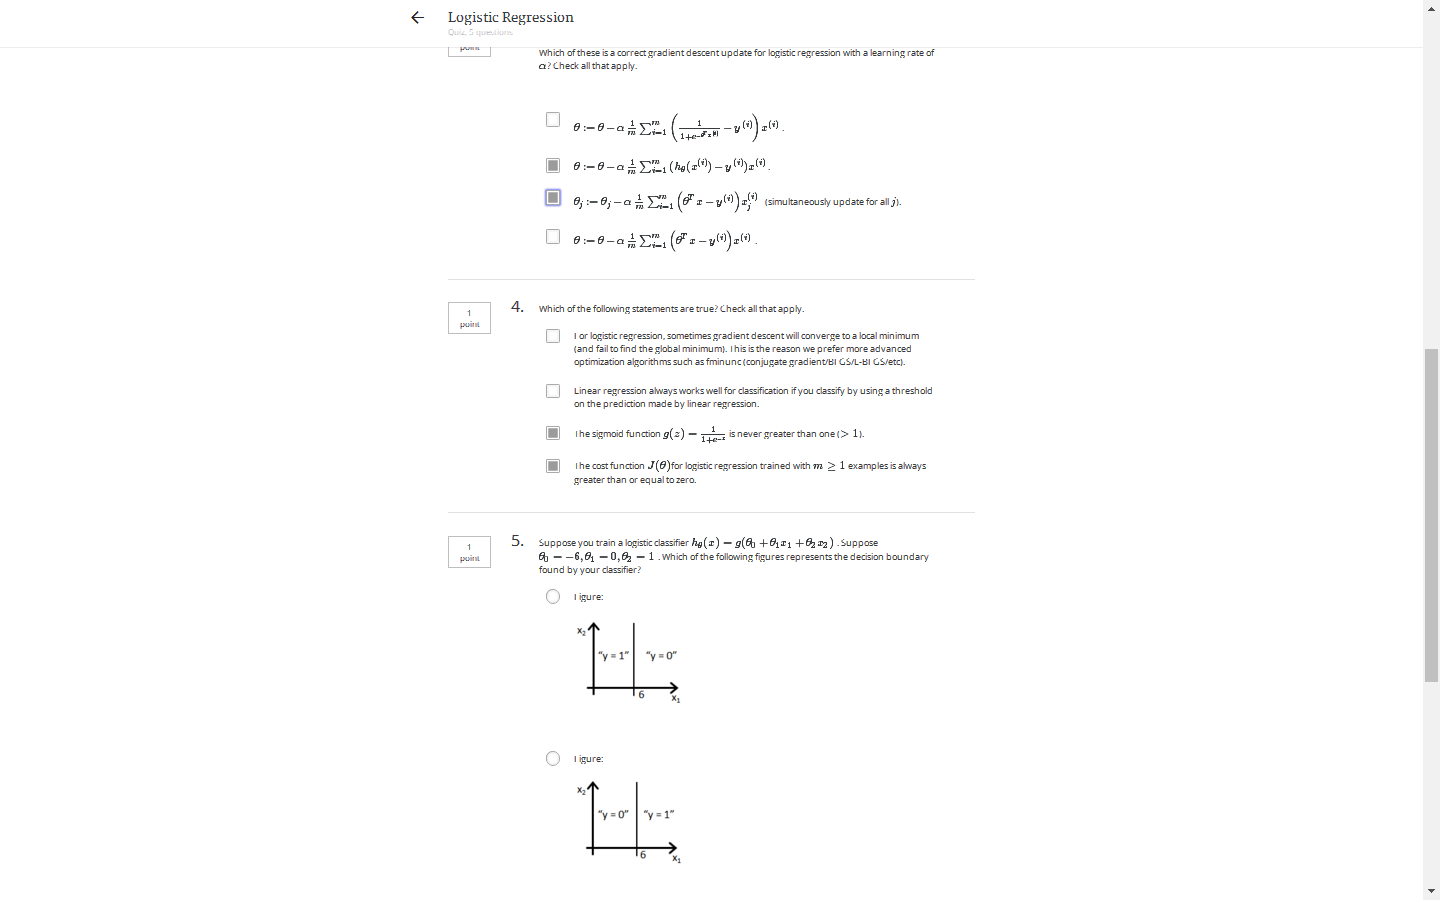 Logistic Regression
Quiz, 5 questions
point
Which of these is a correct gradient descent update for logistic regression with a learning rate of
α? Check all that apply.
θ := θ − α 1/m ∑_{i=1}^{m} (1/(1+e^{−θ^T x^{(i)}}) − y^{(i)}) x^{(i)}.
θ := θ − α 1/m ∑_{i=1}^{m} (h_θ(x^{(i)}) − y^{(i)})x^{(i)}.
θ_j := θ_j − α 1/m ∑_{i=1}^{m} (θ^T x − y^{(i)}) x_j^{(i)} (simultaneously update for all j).
θ := θ − α 1/m ∑_{i=1}^{m} (θ^T x − y^{(i)}) x^{(i)}.
1
point
4. Which of the following statements are true? Check all that apply.
For logistic regression, sometimes gradient descent will converge to a local minimum
(and fail to find the global minimum). This is the reason we prefer more advanced
optimization algorithms such as fminunc (conjugate gradient/BFGS/L-BFGS/etc).
Linear regression always works well for classification if you classify by using a threshold
on the prediction made by linear regression.
The sigmoid function g(z) = 1/(1+e^{−z}) is never greater than one (> 1).
The cost function J(θ) for logistic regression trained with m ≥ 1 examples is always
greater than or equal to zero.
1
point
5. Suppose you train a logistic classifier h_θ(x) = g(θ_0 + θ_1x_1 + θ_2x_2). Suppose
θ_0 = −6, θ_1 = 0, θ_2 = 1. Which of the following figures represents the decision boundary
found by your classifier?
Figure:
x₂
"y = 1" "y = 0"
6
x₁
Figure:
x₂
"y = 0" "y = 1"
6
x₁